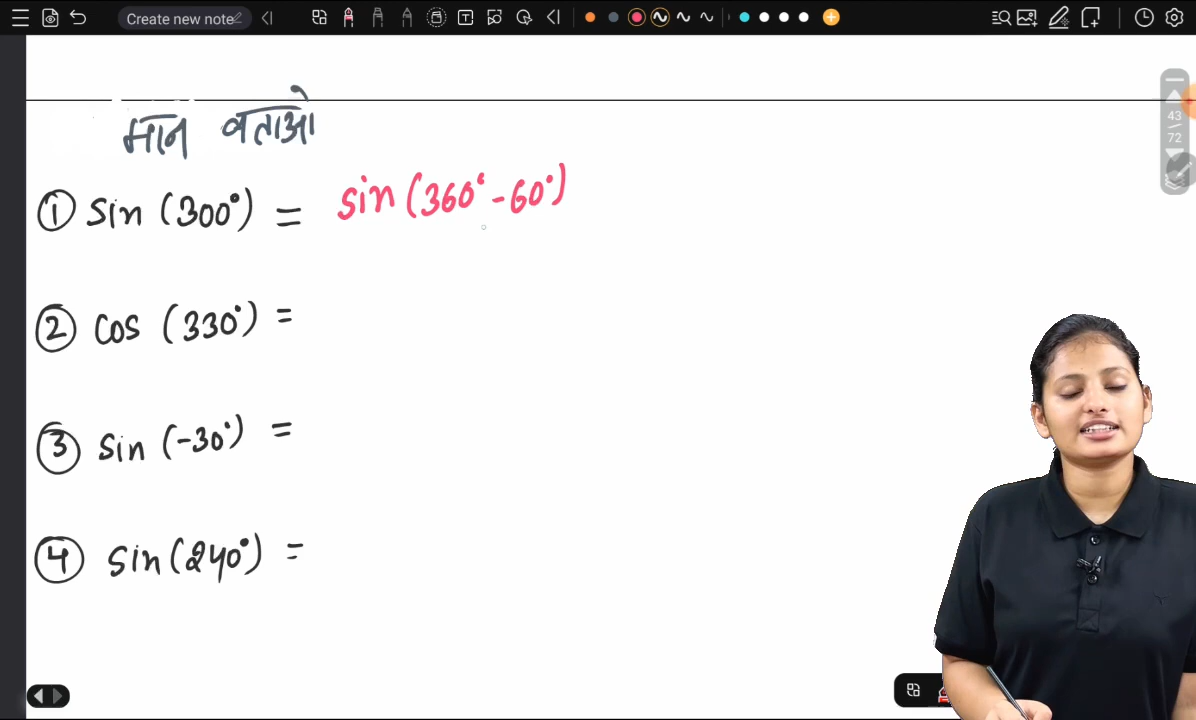 Create new note
मान बताओ
① sin (300°) = sin (360° - 60°)
② cos (330°) =
③ sin (-30°) =
④ sin (240°) =
43
72